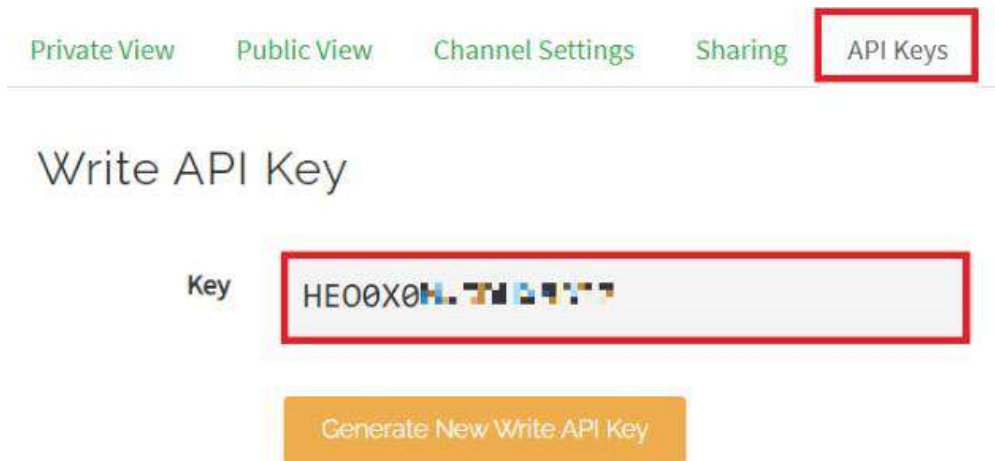 Private View Public View Channel Settings Sharing API Keys
Write API Key
Key HEO0X0
Generate New Write API Key